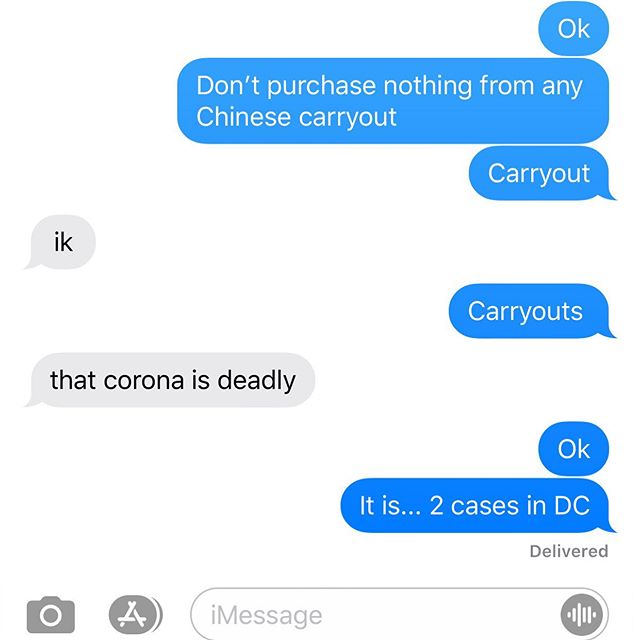 Ok
Don’t purchase nothing from any
Chinese carryout
Carryout
ik
Carryouts
that corona is deadly
Ok
It is... 2 cases in DC
Delivered
iMessage